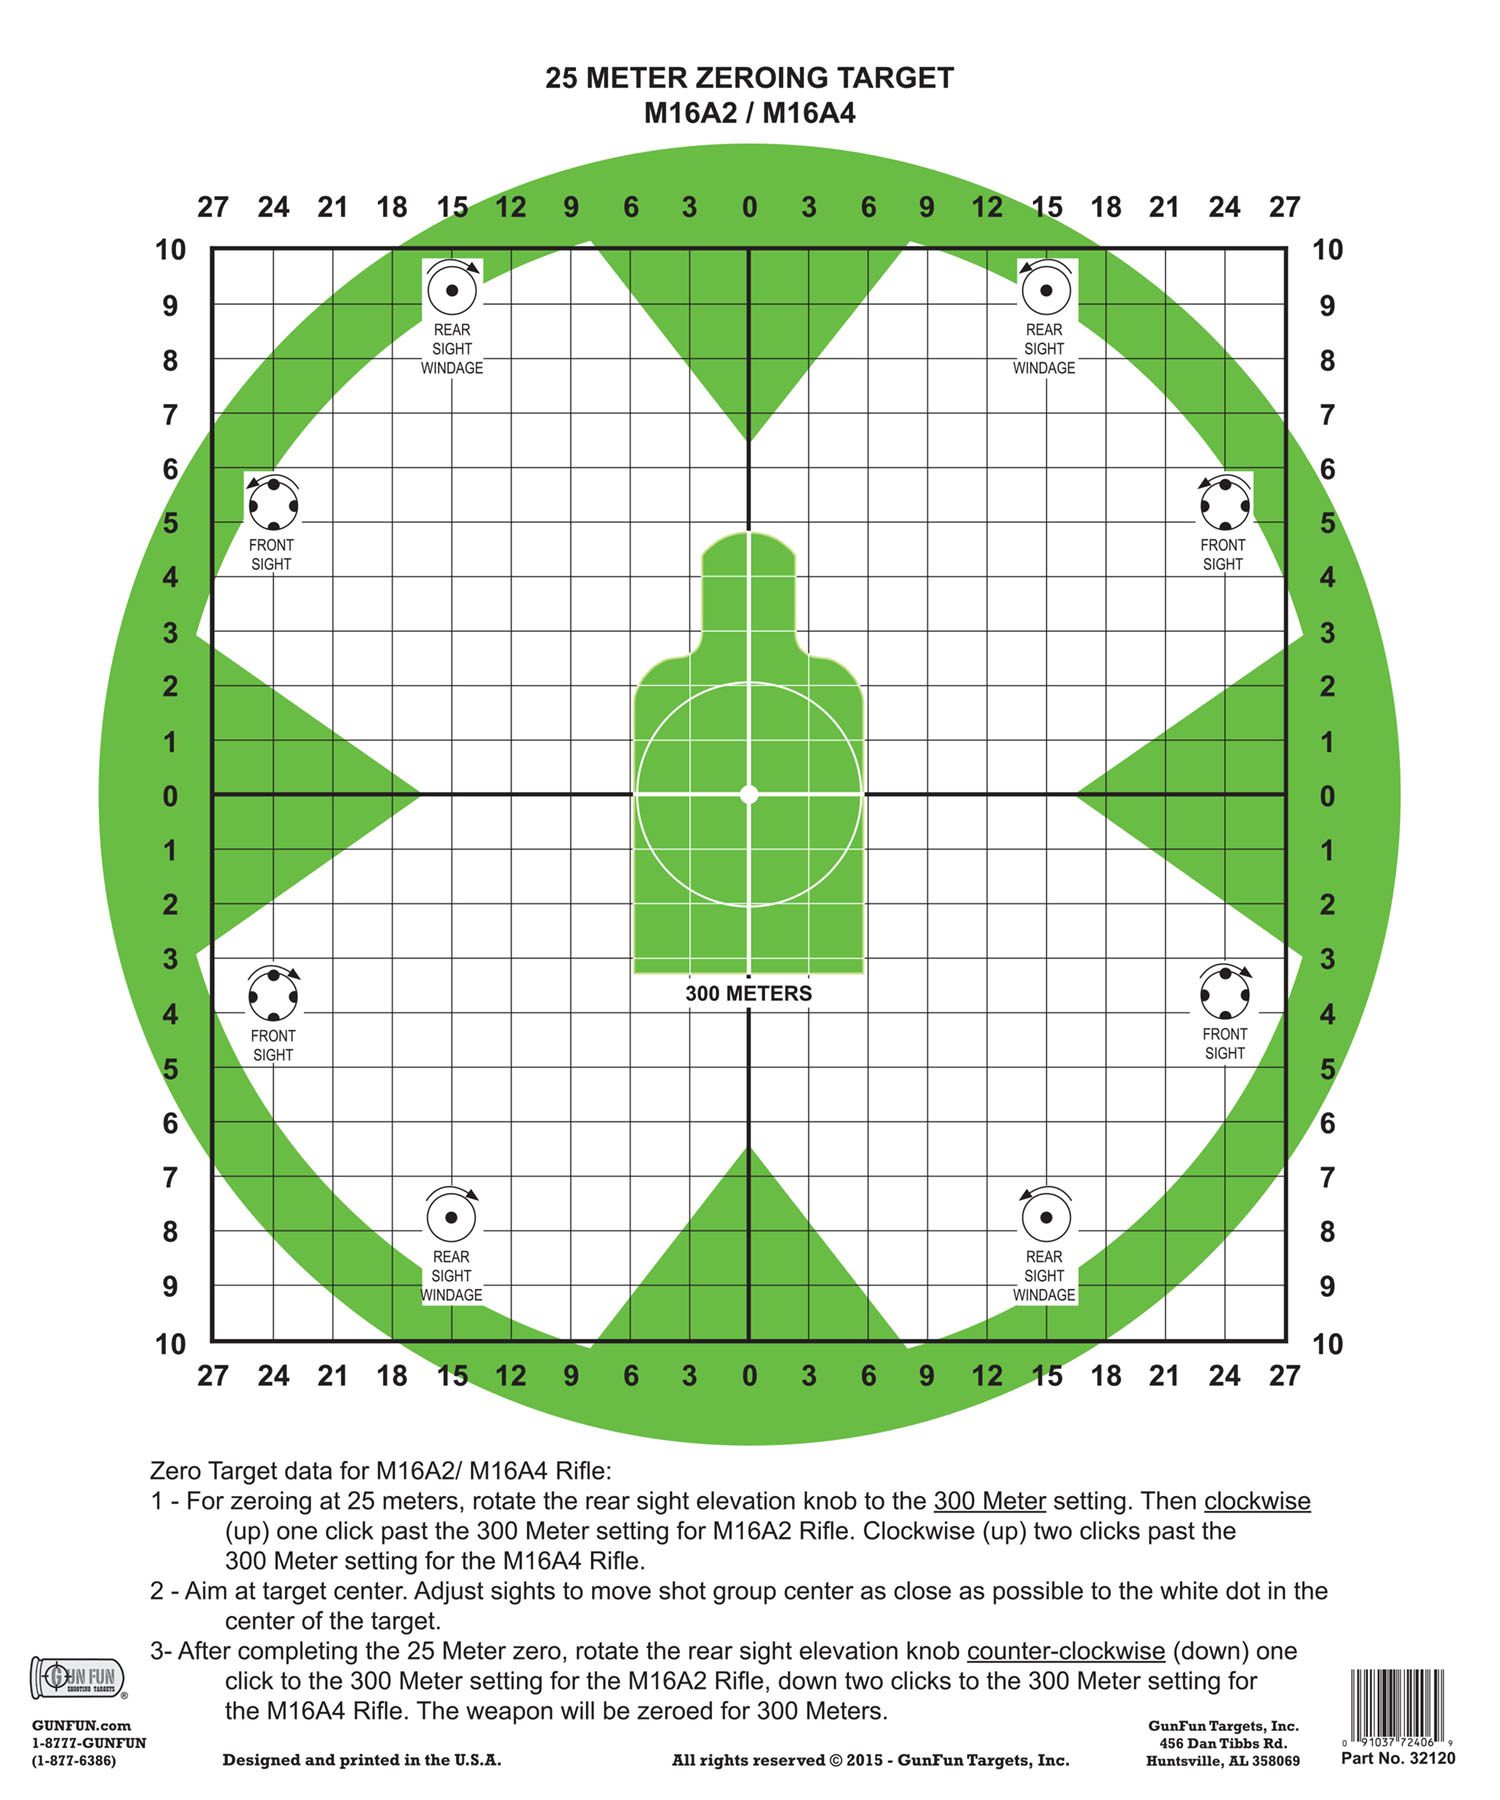 25 METER ZEROING TARGET
M16A2 / M16A4
27 24 21 18 15 12 9 6 3 0 3 6 9 12 15 18 21 24 27
10 10
9 9
REAR SIGHT WINDAGE
REAR SIGHT WINDAGE
8 8
7 7
6 6
5 5
FRONT SIGHT
FRONT SIGHT
4 4
3 3
2 2
1 1
0 0
1 1
2 2
3 3
300 METERS
4 4
FRONT SIGHT
FRONT SIGHT
5 5
6 6
7 7
8 8
REAR SIGHT WINDAGE
REAR SIGHT WINDAGE
9 9
10 10
27 24 21 18 15 12 9 6 3 0 3 6 9 12 15 18 21 24 27
Zero Target data for M16A2/ M16A4 Rifle:
1 - For zeroing at 25 meters, rotate the rear sight elevation knob to the 300 Meter setting. Then clockwise
(up) one click past the 300 Meter setting for M16A2 Rifle. Clockwise (up) two clicks past the
300 Meter setting for the M16A4 Rifle.
2 - Aim at target center. Adjust sights to move shot group center as close as possible to the white dot in the
center of the target.
3- After completing the 25 Meter zero, rotate the rear sight elevation knob counter-clockwise (down) one
click to the 300 Meter setting for the M16A2 Rifle, down two clicks to the 300 Meter setting for
the M16A4 Rifle. The weapon will be zeroed for 300 Meters.
GUN FUN
SHOOTING TARGETS
®
GUNFUN.com
1-8777-GUNFUN
(1-877-6386)
Designed and printed in the U.S.A.
All rights reserved © 2015 - GunFun Targets, Inc.
GunFun Targets, Inc.
456 Dan Tibbs Rd.
Huntsville, AL 358069
0 91037 72406 9
Part No. 32120